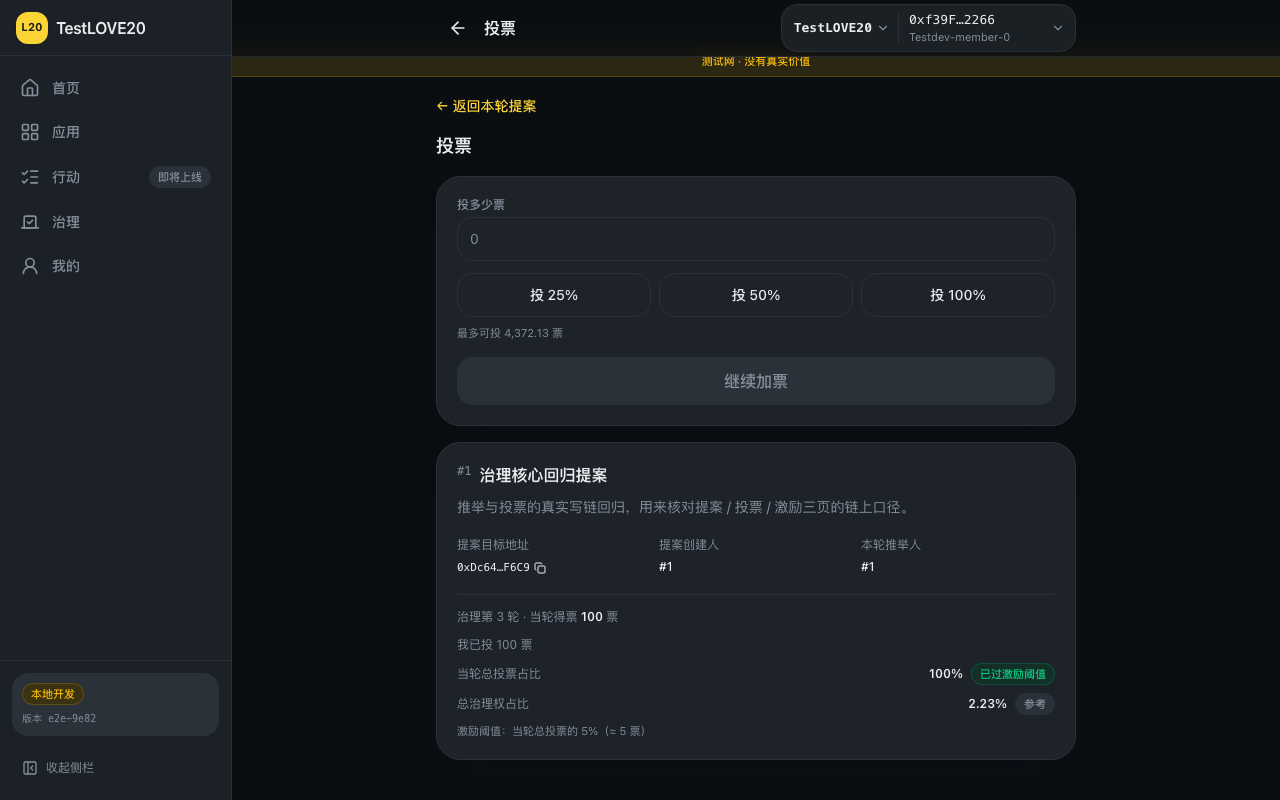 L20 TestLOVE20
首页
应用
行动 即将上线
治理
我的
本地开发
版本 e2e-9e82
收起侧栏
投票
TestLOVE20 0xf39F…2266
Testdev-member-0
测试网 · 没有真实价值
← 返回本轮提案
投票
投多少票
0
投 25% 投 50% 投 100%
最多可投 4,372.13 票
继续加票
#1 治理核心回归提案
推举与投票的真实写链回归，用来核对提案 / 投票 / 激励三页的链上口径。
提案目标地址 提案创建人 本轮推举人
0xDc64…F6C9 #1 #1
治理第 3 轮 · 当轮得票 100 票
我已投 100 票
当轮总投票占比 100% 已过激励阈值
总治理权占比 2.23% 参考
激励阈值：当轮总投票的 5%（≈ 5 票）